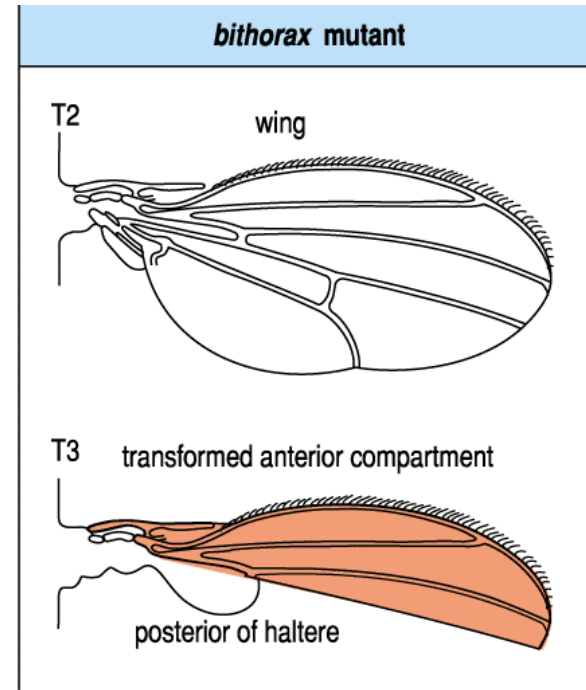 bithorax mutant
T2
wing
T3
transformed anterior compartment
posterior of haltere